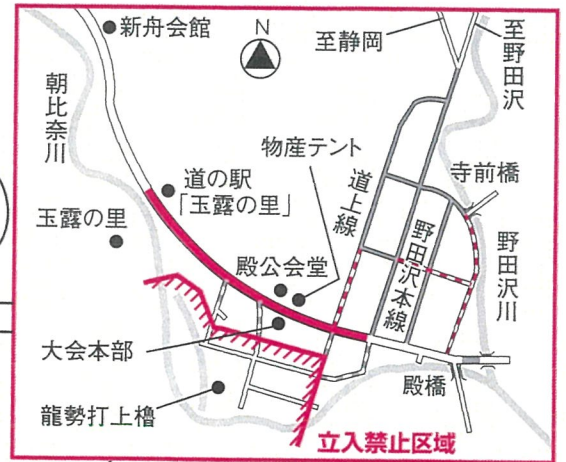 新舟会館
N
至静岡
至野田沢
朝比奈川
物産テント
道上線
寺前橋
道の駅
「玉露の里」
玉露の里
野田沢本線
野田沢川
殿公会堂
大会本部
殿橋
龍勢打上櫓
立入禁止区域